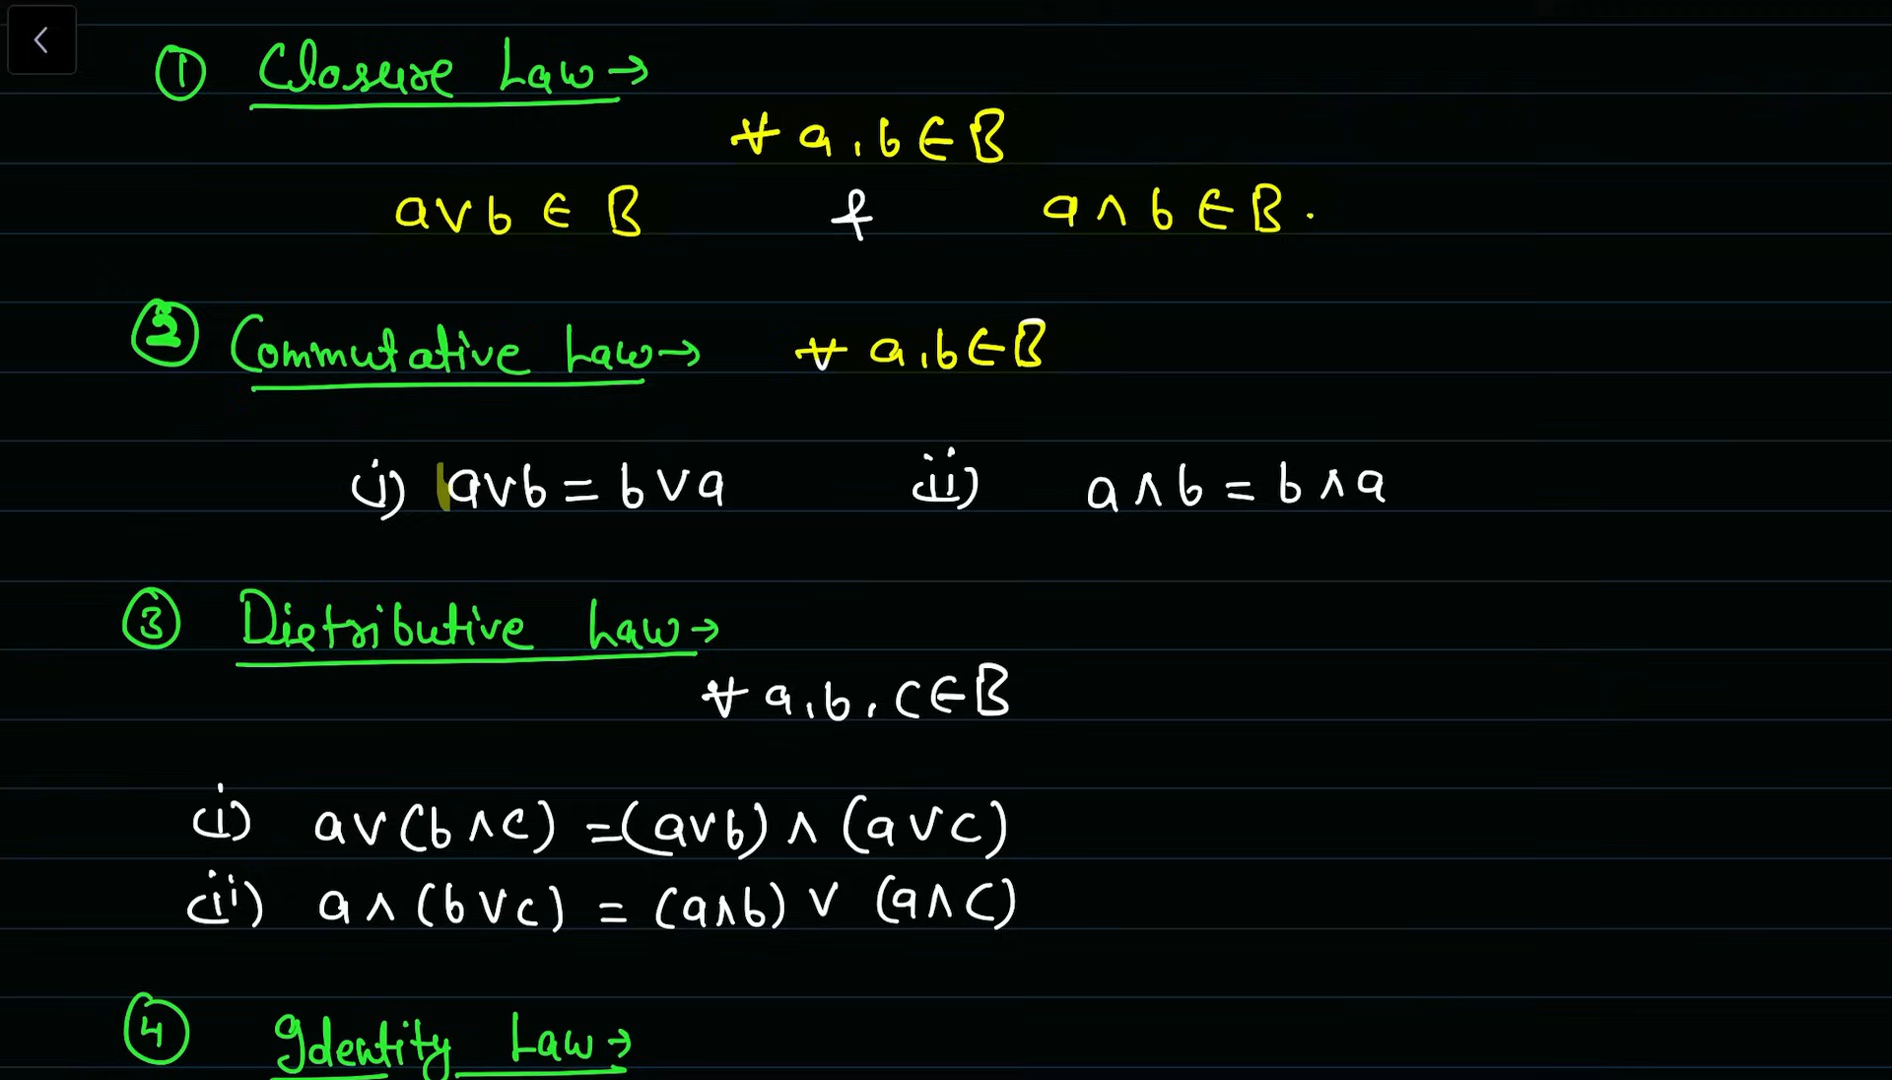 ① Closure Law →
∀ a, b ∈ B
a ∨ b ∈ B & a ∧ b ∈ B.
② Commutative Law → ∀ a, b ∈ B
(i) a ∨ b = b ∨ a (ii) a ∧ b = b ∧ a
③ Distributive Law →
∀ a, b, c ∈ B
(i) a ∨ (b ∧ c) = (a ∨ b) ∧ (a ∨ c)
(ii) a ∧ (b ∨ c) = (a ∧ b) ∨ (a ∧ c)
④ Identity Law →